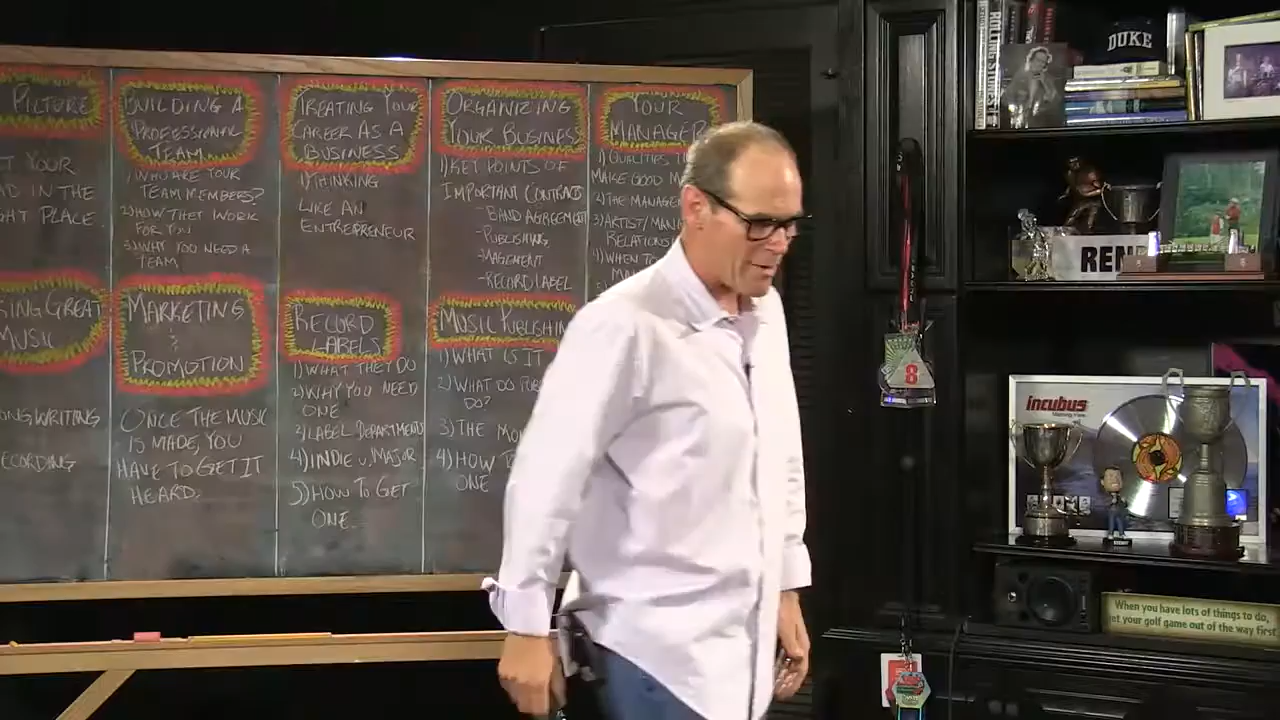 PICTURE
YOUR
IN THE
PLACE.
BUILDING A
PROFESSIONAL
TEAM
1) WHO ARE YOUR
TEAM MEMBERS?
2) HOW THEY WORK
FOR YOU
3) WHY YOU NEED A
TEAM
TREATING YOUR
CAREER AS A
BUSINESS
1) THINKING
LIKE AN
ENTREPRENEUR
ORGANIZING
YOUR BUSINESS
1) KEY POINTS OF
IMPORTANT CONTRACTS
- BAND AGREEMENT
- PUBLISHING
- MAGEMENT
- RECORD LABEL
YOUR
MANAGER
1) QUALITIES
MAKE GOOD
2) THE MANAGE
3) ARTIST/
RELATIONS
4) WHEN TO
GREAT
MUSIC
MARKETING
&
PROMOTION
ONCE THE MUSIC
IS MADE, YOU
HAVE TO GET IT
HEARD.
RECORD
LABELS
1) WHAT THEY DO
2) WHY YOU NEED
ONE
3) LABEL DEPARTMENTS
4) INDIE V. MAJOR
5) HOW TO GET
ONE.
MUSIC PUBLISHIN
1) WHAT IS IT
2) WHAT DO PUB
DO?
3) THE
4) HOW
ONE
ROLLING STONES
DUKE
REN
8
incubus
When you have lots of things to do,
get your golf game out of the way first